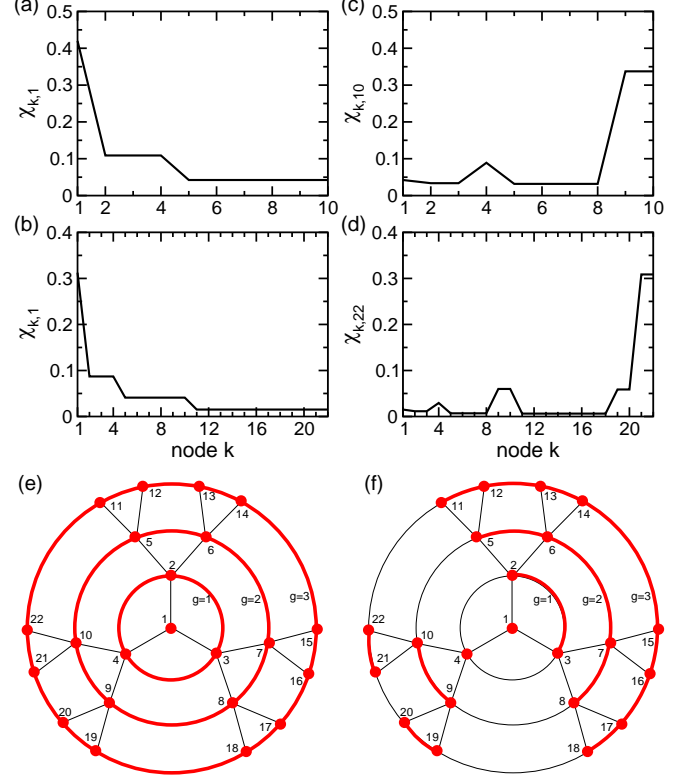 (a)
0.5
0.4
0.3
0.2
0.1
0
χk,1
1 2 4 6 8 10
(c)
0.5
0.4
0.3
0.2
0.1
0
χk,10
1 2 4 6 8 10
(b)
0.4
0.3
0.2
0.1
0
χk,1
1 4 8 12 16 20
node k
(d)
0.4
0.3
0.2
0.1
0
χk,22
1 4 8 12 16 20
node k
(e)
12 13
11 14
5 6
2
g=1 g=2 g=3
1
22 10 4 3 7 15
21 16
9 8
20 17
19 18
(f)
12 13
11 14
5 6
2
g=1 g=2 g=3
1
22 10 4 3 7 15
21 16
9 8
20 17
19 18